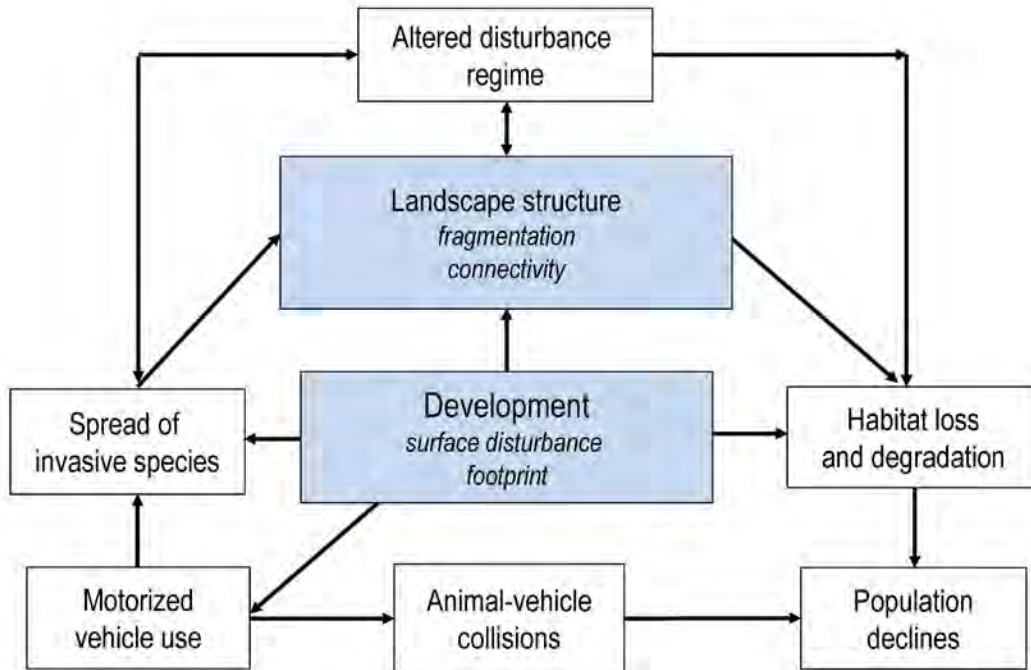 Altered disturbance
regime
Landscape structure
fragmentation
connectivity
Development
surface disturbance
footprint
Spread of
invasive species
Habitat loss
and degradation
Motorized
vehicle use
Animal-vehicle
collisions
Population
declines